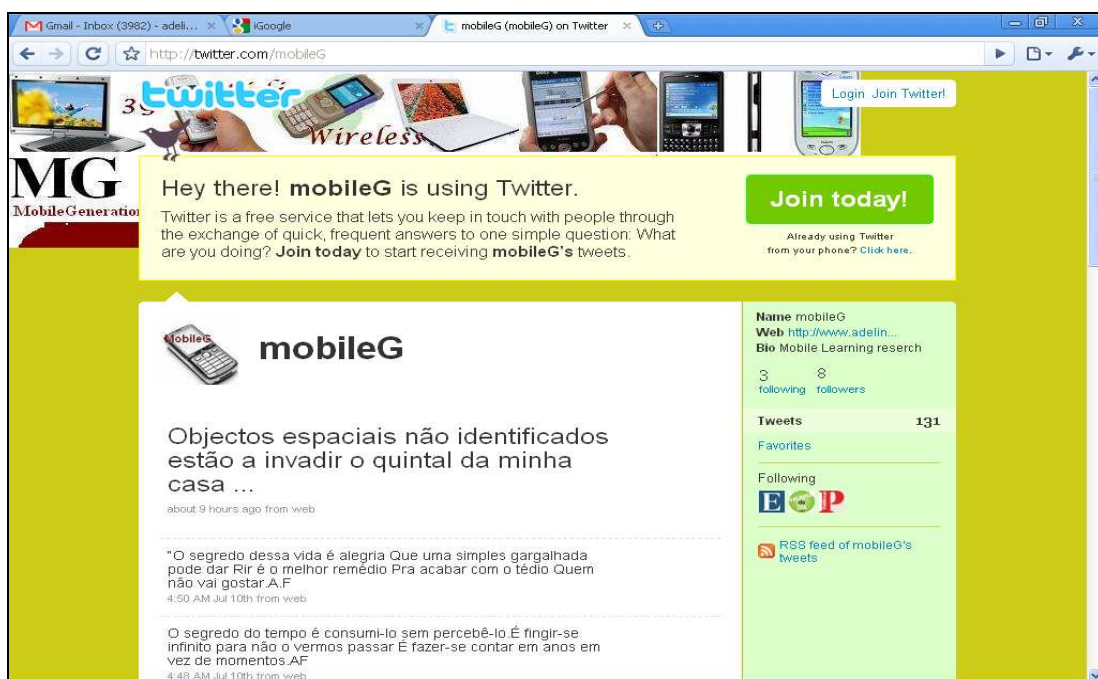 Gmail - Inbox (3982) - adeli...
iGoogle
mobileG (mobileG) on Twitter
http://twitter.com/mobileG
twitter
Login Join Twitter!
Wireless
MG
MobileGeneration
Hey there! mobileG is using Twitter.
Twitter is a free service that lets you keep in touch with people through
the exchange of quick, frequent answers to one simple question: What
are you doing? Join today to start receiving mobileG's tweets.
Join today!
Already using Twitter
from your phone? Click here.
MobileG
mobileG
Objectos espaciais não identificados
estão a invadir o quintal da minha
casa ...
about 9 hours ago from web
"O segredo dessa vida é alegria Que uma simples gargalhada
pode dar Rir é o melhor remédio Pra acabar com o tédio Quem
não vai gostar.A.F
4:50 AM Jul 10th from web
O segredo do tempo é consumi-lo sem percebê-lo.É fingir-se
infinito para não o vermos passar É fazer-se contar em anos em
vez de momentos.AF
4:48 AM Jul 10th from web
Name mobileG
Web http://www.adelin...
Bio Mobile Learning reserch
3 8
following followers
Tweets 131
Favorites
Following
E P
RSS feed of mobileG's
tweets